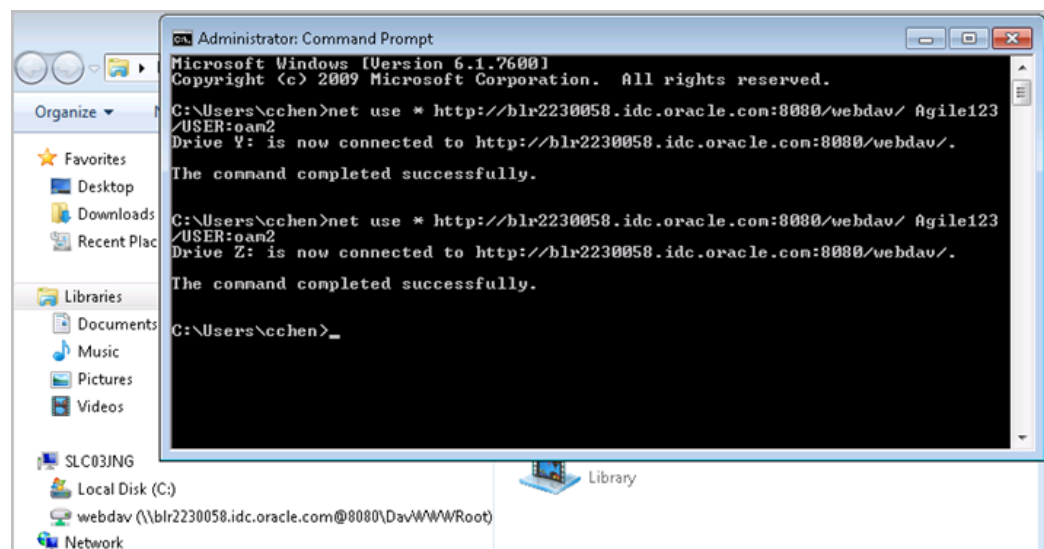 Administrator: Command Prompt
Microsoft Windows [Version 6.1.7600]
Copyright (c) 2009 Microsoft Corporation.  All rights reserved.
C:\Users\cchen>net use * http://blr2230058.idc.oracle.com:8080/webdav/ Agile123
/USER:oam2
Drive Y: is now connected to http://blr2230058.idc.oracle.com:8080/webdav/.
The command completed successfully.
C:\Users\cchen>net use * http://blr2230058.idc.oracle.com:8080/webdav/ Agile123
/USER:oam2
Drive Z: is now connected to http://blr2230058.idc.oracle.com:8080/webdav/.
The command completed successfully.
C:\Users\cchen>_
Organize
Favorites
Desktop
Downloads
Recent Plac
Libraries
Documents
Music
Pictures
Videos
SLC03JNG
Local Disk (C:)
webdav (\\blr2230058.idc.oracle.com@8080\DavWWWRoot)
Network
Library